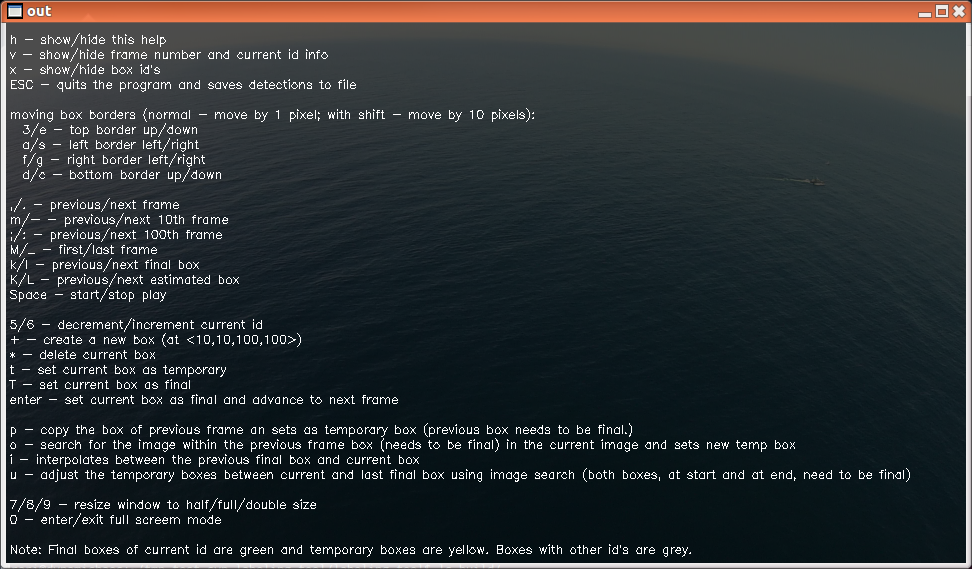 out
h - show/hide this help
v - show/hide frame number and current id info
x - show/hide box id's
ESC - quits the program and saves detections to file
moving box borders (normal - move by 1 pixel; with shift - move by 10 pixels):
3/e - top border up/down
a/s - left border left/right
f/g - right border left/right
d/c - bottom border up/down
,/. - previous/next frame
m/- - previous/next 10th frame
;/: - previous/next 100th frame
M/_ - first/last frame
k/l - previous/next final box
K/L - previous/next estimated box
Space - start/stop play
5/6 - decrement/increment current id
+ - create a new box (at <10,10,100,100>)
* - delete current box
t - set current box as temporary
T - set current box as final
enter - set current box as final and advance to next frame
p - copy the box of previous frame an sets as temporary box (previous box needs to be final.)
o - search for the image within the previous frame box (needs to be final) in the current image and sets new temp box
i - interpolates between the previous final box and current box
u - adjust the temporary boxes between current and last final box using image search (both boxes, at start and at end, need to be final)
7/8/9 - resize window to half/full/double size
0 - enter/exit full screem mode
Note: Final boxes of current id are green and temporary boxes are yellow. Boxes with other id's are grey.